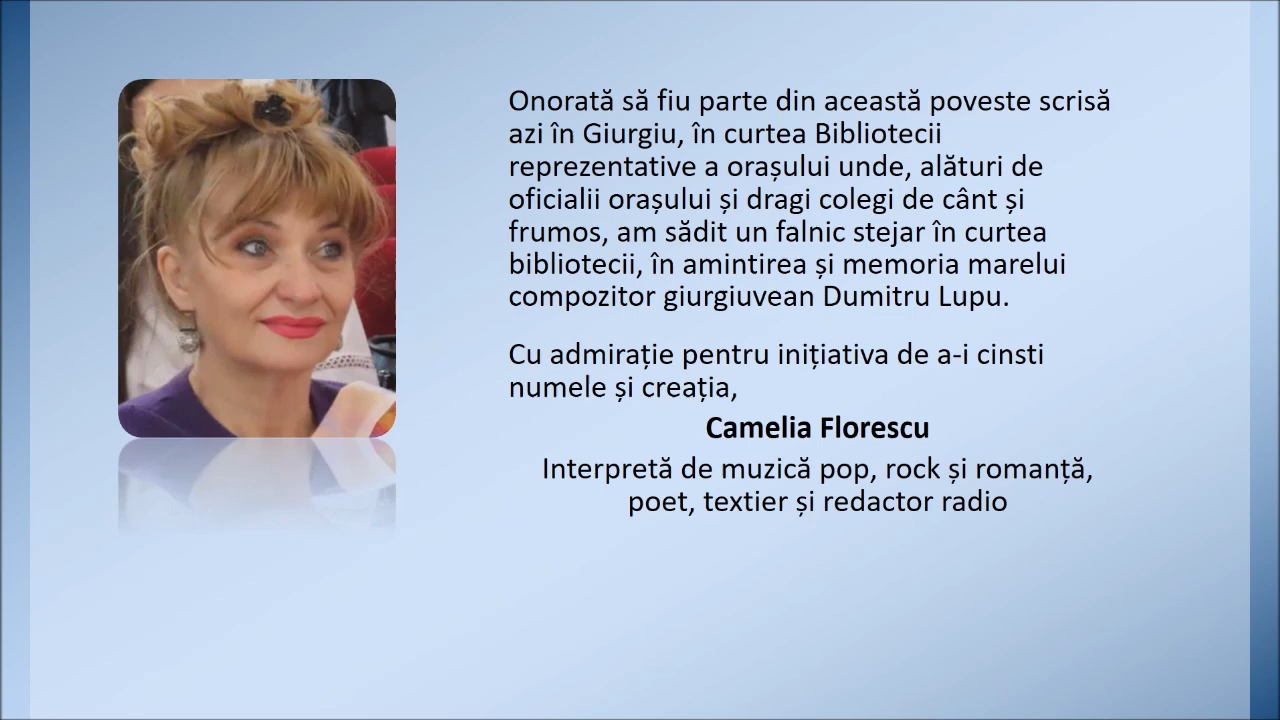 Onorată să fiu parte din această poveste scrisă
azi în Giurgiu, în curtea Bibliotecii
reprezentative a orașului unde, alături de
oficialii orașului și dragi colegi de cânt și
frumos, am sădit un falnic stejar în curtea
bibliotecii, în amintirea și memoria marelui
compozitor giurgiuvean Dumitru Lupu.
Cu admirație pentru inițiativa de a-i cinsti
numele și creația,
Camelia Florescu
Interpretă de muzică pop, rock și romanță,
poet, textier și redactor radio